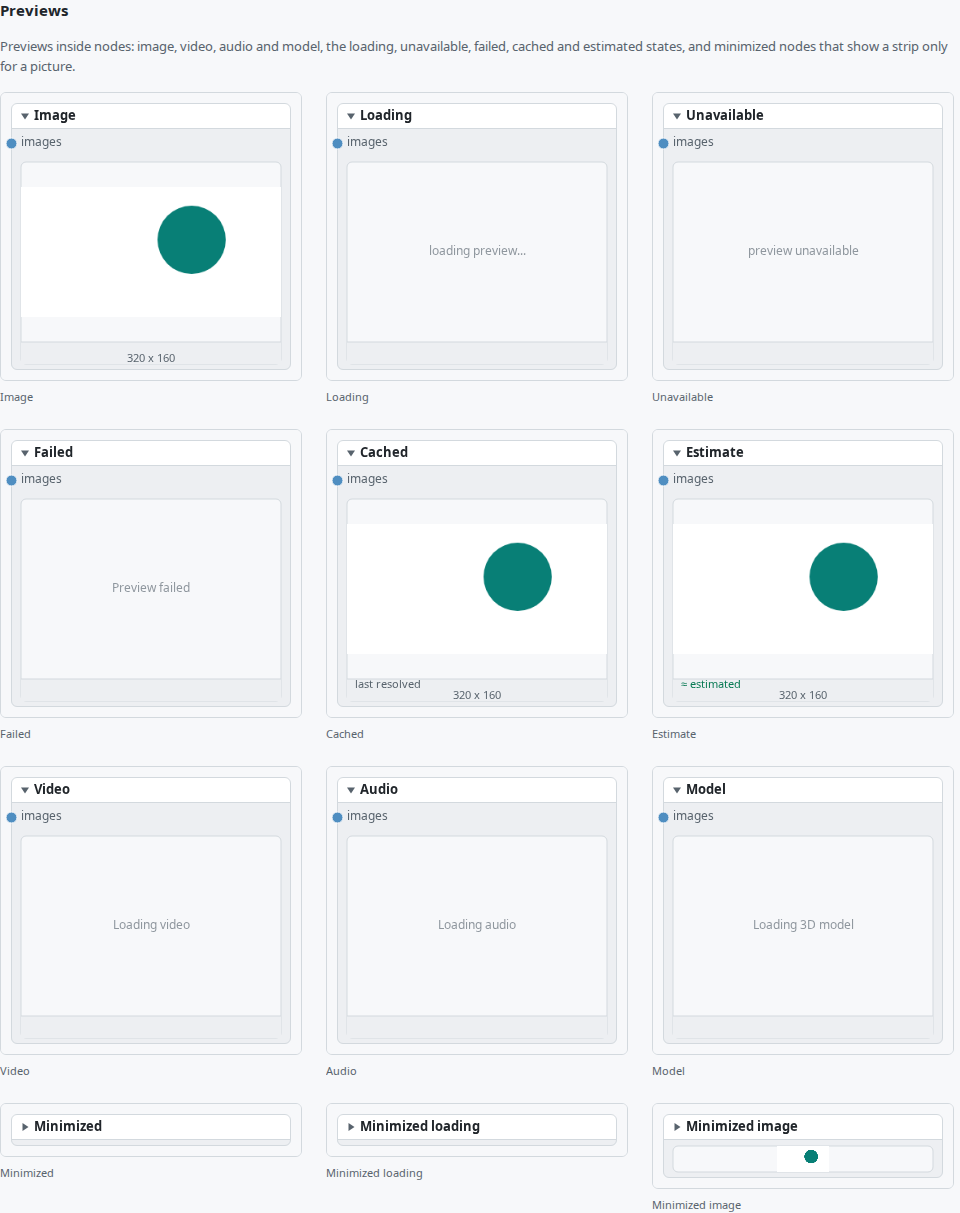 Previews
Previews inside nodes: image, video, audio and model, the loading, unavailable, failed, cached and estimated states, and minimized nodes that show a strip only
for a picture.
Image
images
320 x 160
Image
Loading
images
loading preview...
Loading
Unavailable
images
preview unavailable
Unavailable
Failed
images
Preview failed
Failed
Cached
images
last resolved
320 x 160
Cached
Estimate
images
≈ estimated
320 x 160
Estimate
Video
images
Loading video
Video
Audio
images
Loading audio
Audio
Model
images
Loading 3D model
Model
Minimized
Minimized
Minimized loading
Minimized loading
Minimized image
Minimized image